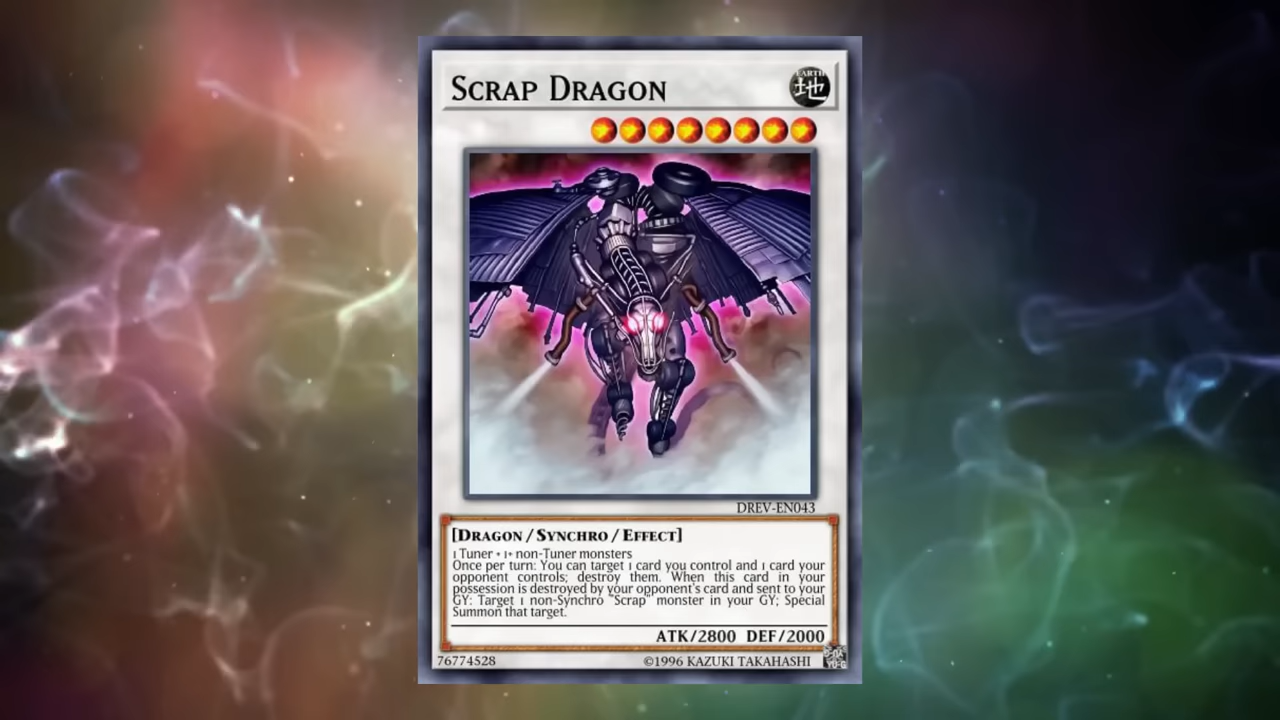 SCRAP DRAGON
EARTH
地
DREV-EN043
[DRAGON / SYNCHRO / EFFECT]
1 Tuner + 1+ non-Tuner monsters
Once per turn: You can target 1 card you control and 1 card your
opponent controls; destroy them. When this card in your
possession is destroyed by your opponent's card and sent to your
GY: Target 1 non-Synchro "Scrap" monster in your GY; Special
Summon that target.
ATK/2800 DEF/2000
76774528
©1996 KAZUKI TAKAHASHI